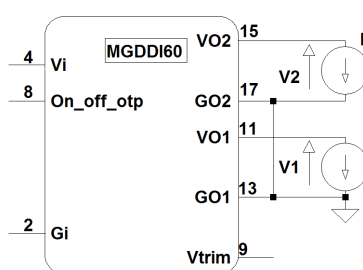 15
VO2
MGDDI60
4
Vi
V2
8
17
On_off_otp
GO2
11
VO1
V1
13
GO1
2
Gi
9
Vtrim